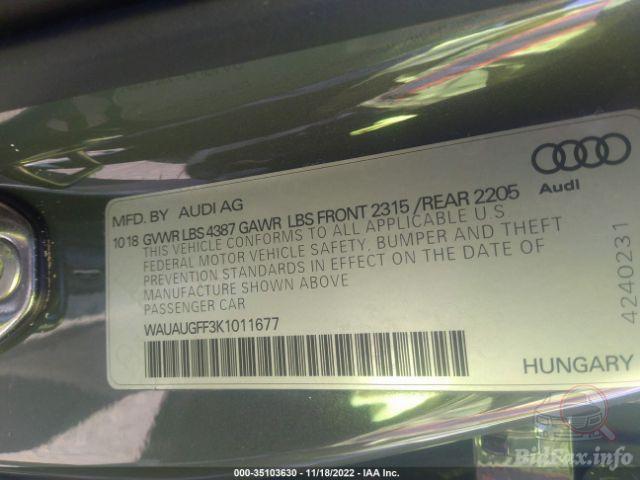 MFD. BY AUDI AG
Audi
10 18 GVWR LBS 4387 GAWR LBS FRONT 2315 /REAR 2205
THIS VEHICLE CONFORMS TO ALL APPLICABLE U.S.
FEDERAL MOTOR VEHICLE SAFETY, BUMPER AND THEFT
PREVENTION STANDARDS IN EFFECT ON THE DATE OF
MANUFACTURE SHOWN ABOVE
PASSENGER CAR
WAUAUGFF3K1011677
4240231
HUNGARY
BidFax.info
000-35103630 - 11/18/2022 - IAA Inc.